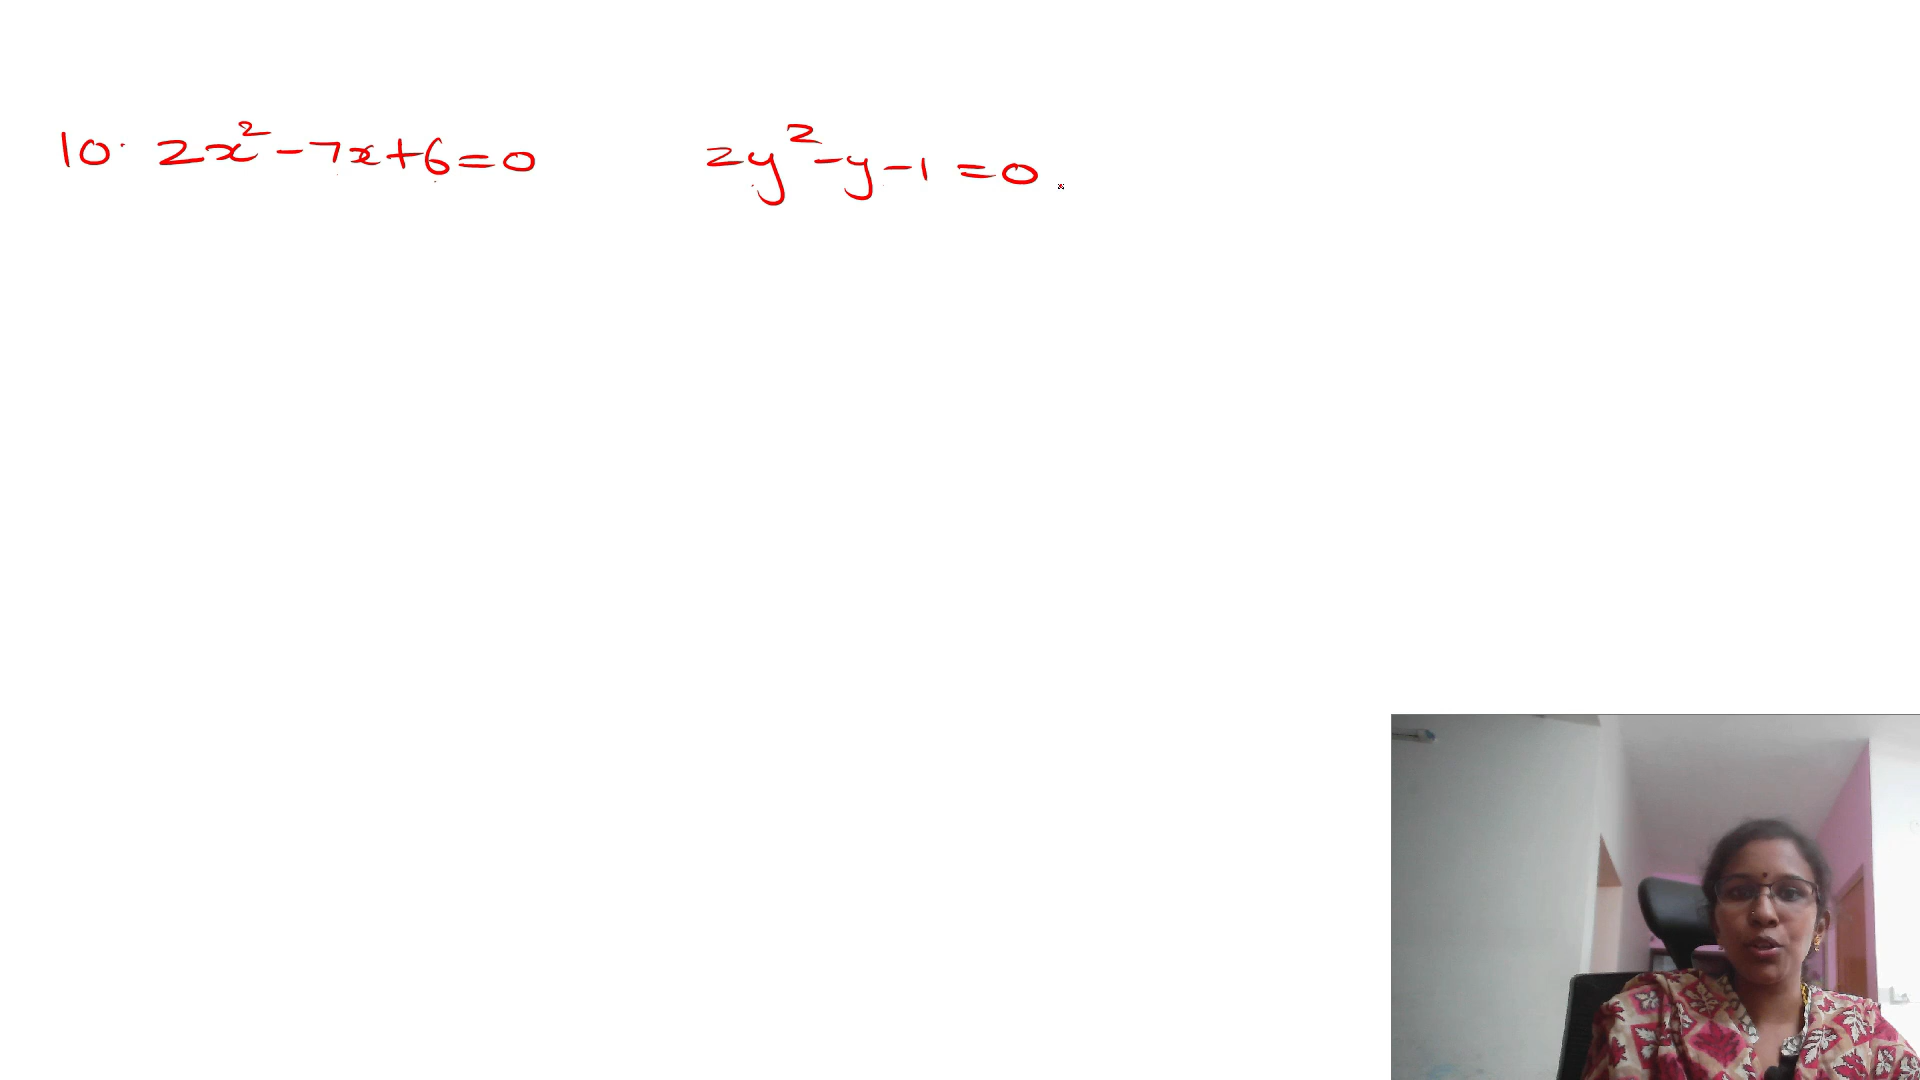 10. 2x² - 7x + 6 = 0 2y² - y - 1 = 0.